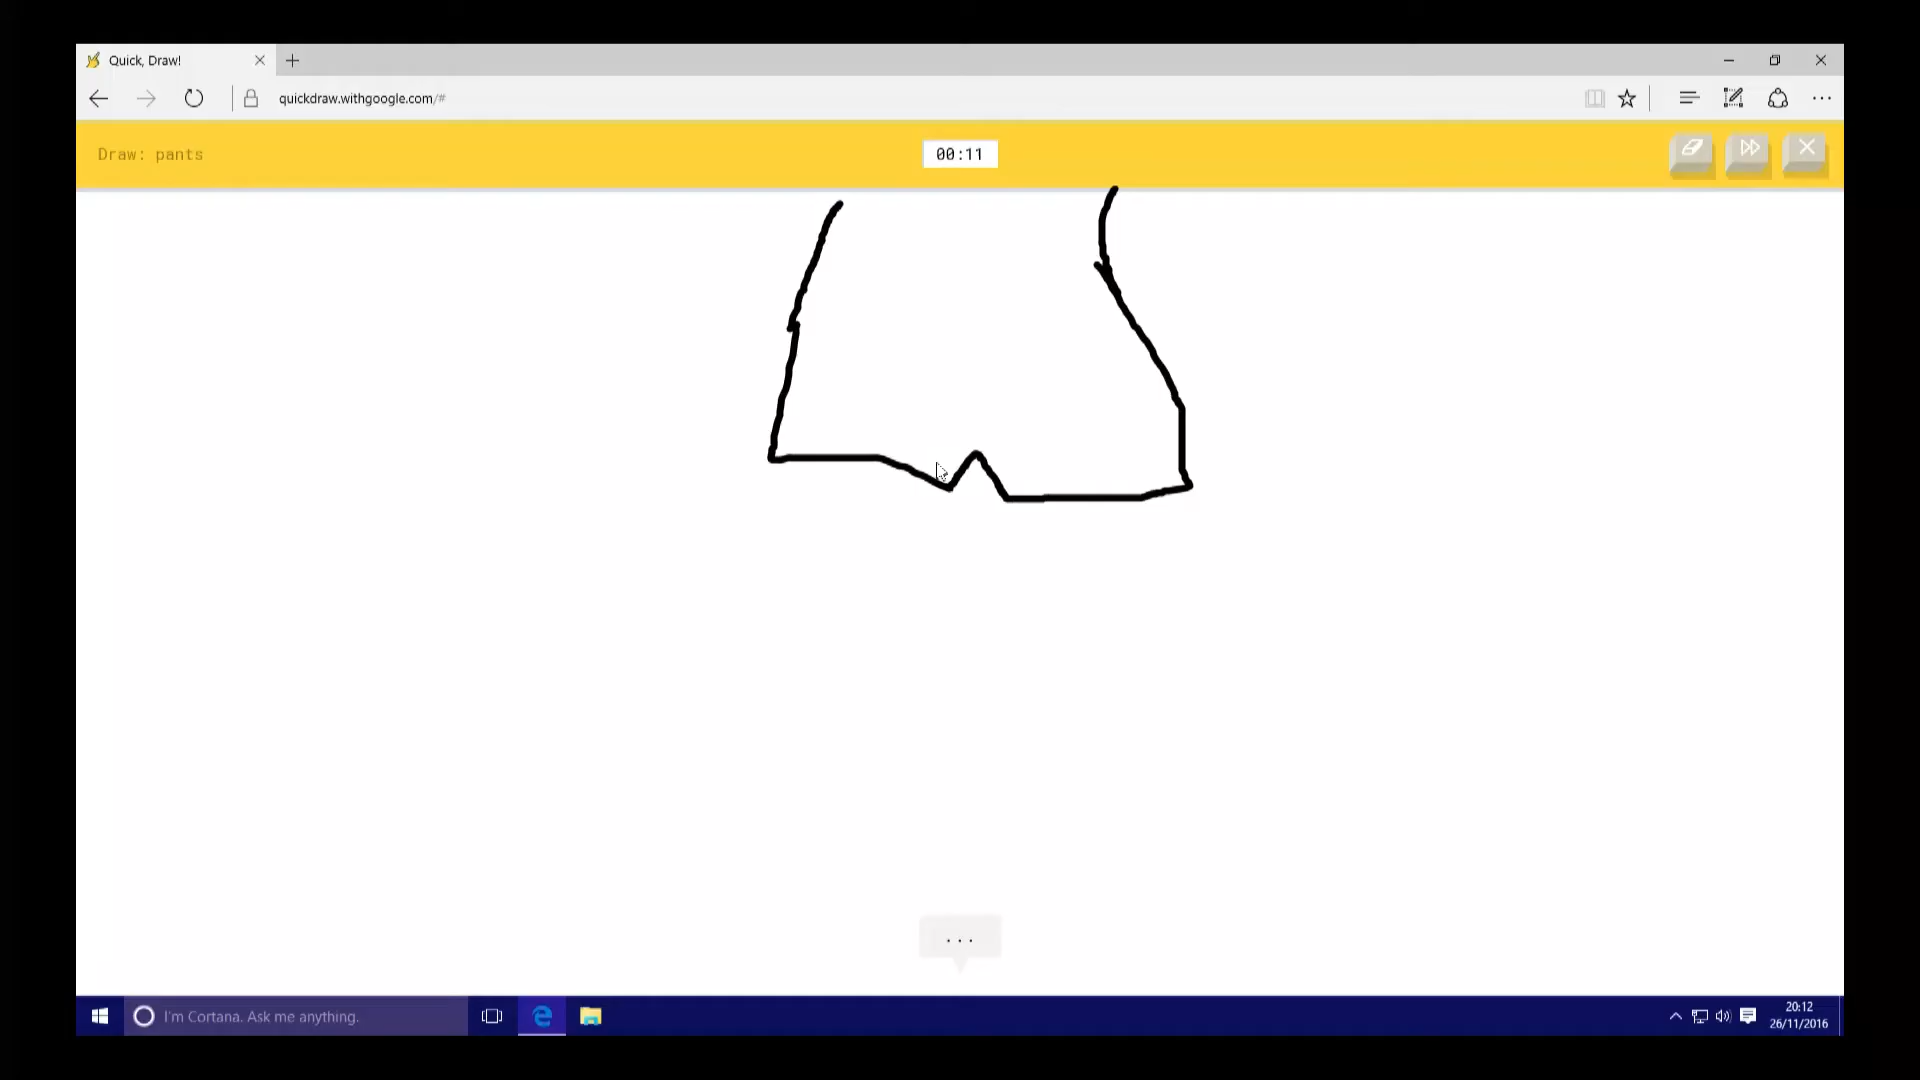 Quick, Draw!
quickdraw.withgoogle.com/#
Draw: pants
00:11
...
I'm Cortana. Ask me anything.
20:12
26/11/2016